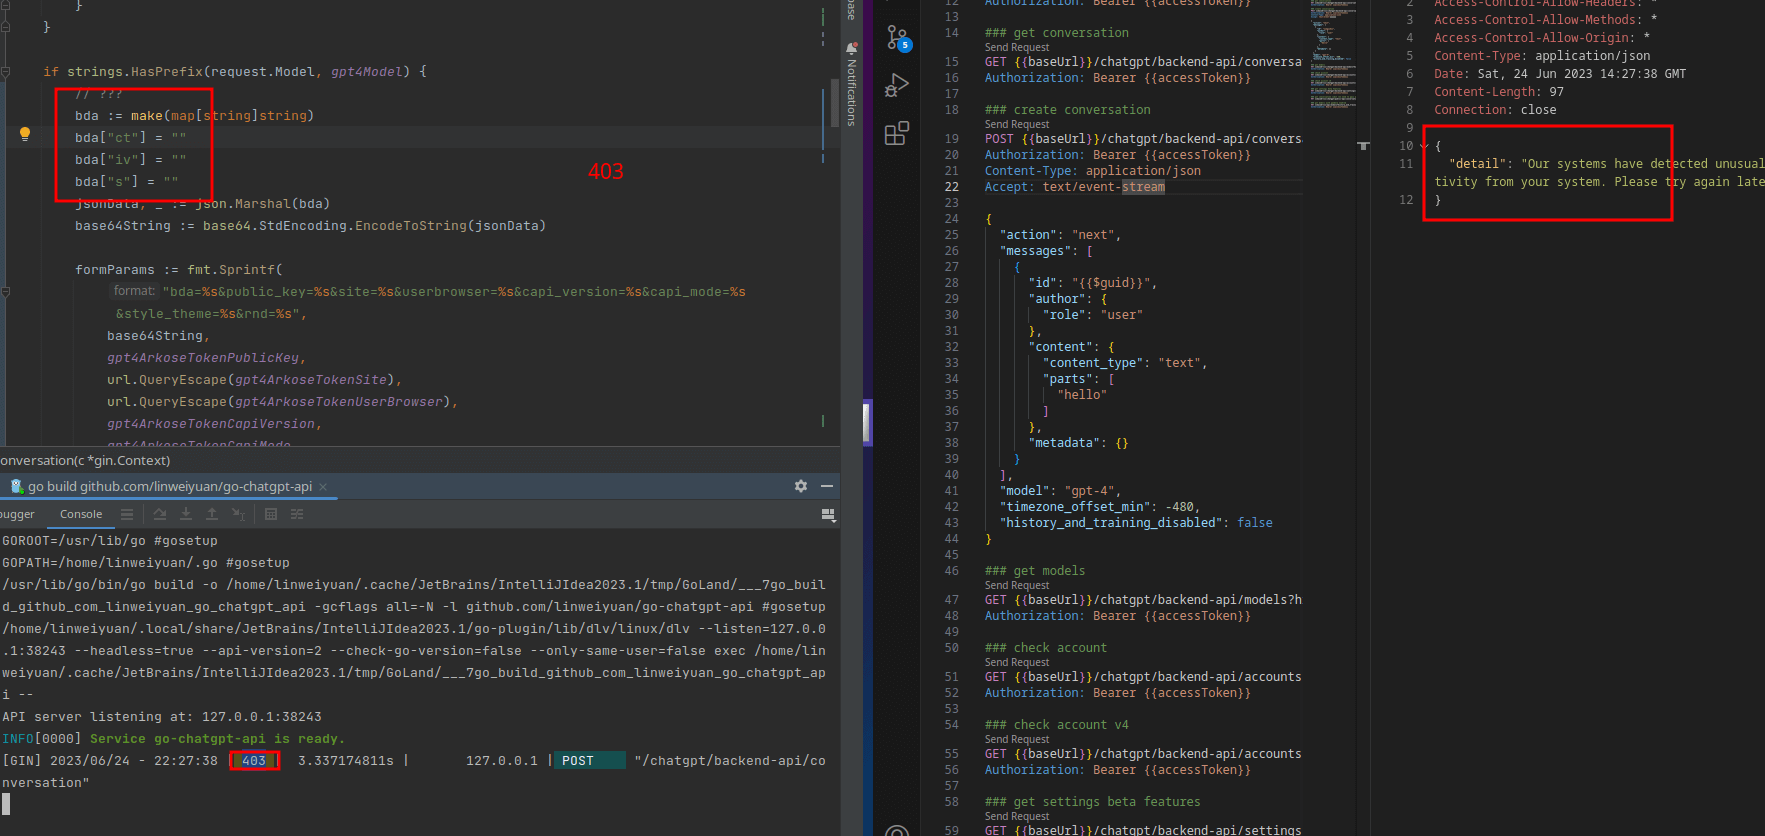 }
}
if strings.HasPrefix(request.Model, gpt4Model) {
// ???
bda := make(map[string]string)
bda["ct"] = ""
bda["iv"] = ""
bda["s"] = ""
jsonData, _ := json.Marshal(bda)
base64String := base64.StdEncoding.EncodeToString(jsonData)
403
formParams := fmt.Sprintf(
format: "bda=%s&public_key=%s&site=%s&userbrowser=%s&capi_version=%s&capi_mode=%s
&style_theme=%s&rnd=%s",
base64String,
gpt4ArkoseTokenPublicKey,
url.QueryEscape(gpt4ArkoseTokenSite),
url.QueryEscape(gpt4ArkoseTokenUserBrowser),
gpt4ArkoseTokenCapiVersion,
gpt4ArkoseTokenCapiMode
onversation(c *gin.Context)
go build github.com/linweiyuan/go-chatgpt-api
ugger Console
GOROOT=/usr/lib/go #gosetup
GOPATH=/home/linweiyuan/.go #gosetup
/usr/lib/go/bin/go build -o /home/linweiyuan/.cache/JetBrains/IntelliJIdea2023.1/tmp/GoLand/___7go_buil
d_github_com_linweiyuan_go_chatgpt_api -gcflags all=-N -l github.com/linweiyuan/go-chatgpt-api #gosetup
/home/linweiyuan/.local/share/JetBrains/IntelliJIdea2023.1/go-plugin/lib/dlv/linux/dlv --listen=127.0.0
.1:38243 --headless=true --api-version=2 --check-go-version=false --only-same-user=false exec /home/lin
weiyuan/.cache/JetBrains/IntelliJIdea2023.1/tmp/GoLand/___7go_build_github_com_linweiyuan_go_chatgpt_ap
i --
API server listening at: 127.0.0.1:38243
INFO[0000] Service go-chatgpt-api is ready.
[GIN] 2023/06/24 - 22:27:38 | 403 | 3.337174811s | 127.0.0.1 | POST "/chatgpt/backend-api/co
nversation"
base
Notifications
5
12 Authorization: Bearer {{accessToken}}
13
14 ### get conversation
Send Request
15 GET {{baseUrl}}/chatgpt/backend-api/conversa
16 Authorization: Bearer {{accessToken}}
17
18 ### create conversation
Send Request
19 POST {{baseUrl}}/chatgpt/backend-api/convers
20 Authorization: Bearer {{accessToken}}
21 Content-Type: application/json
22 Accept: text/event-stream
23
24 {
25 "action": "next",
26 "messages": [
27 {
28 "id": "{{$guid}}",
29 "author": {
30 "role": "user"
31 },
32 "content": {
33 "content_type": "text",
34 "parts": [
35 "hello"
36 ]
37 },
38 "metadata": {}
39 }
40 ],
41 "model": "gpt-4",
42 "timezone_offset_min": -480,
43 "history_and_training_disabled": false
44 }
45
46 ### get models
Send Request
47 GET {{baseUrl}}/chatgpt/backend-api/models?h
48 Authorization: Bearer {{accessToken}}
49
50 ### check account
Send Request
51 GET {{baseUrl}}/chatgpt/backend-api/accounts
52 Authorization: Bearer {{accessToken}}
53
54 ### check account v4
Send Request
55 GET {{baseUrl}}/chatgpt/backend-api/accounts
56 Authorization: Bearer {{accessToken}}
57
58 ### get settings beta features
Send Request
59 GET {{baseUrl}}/chatgpt/backend-api/settings
2 Access-Control-Allow-Headers: *
3 Access-Control-Allow-Methods: *
4 Access-Control-Allow-Origin: *
5 Content-Type: application/json
6 Date: Sat, 24 Jun 2023 14:27:38 GMT
7 Content-Length: 97
8 Connection: close
9
10 {
11 "detail": "Our systems have detected unusual
tivity from your system. Please try again late
12 }